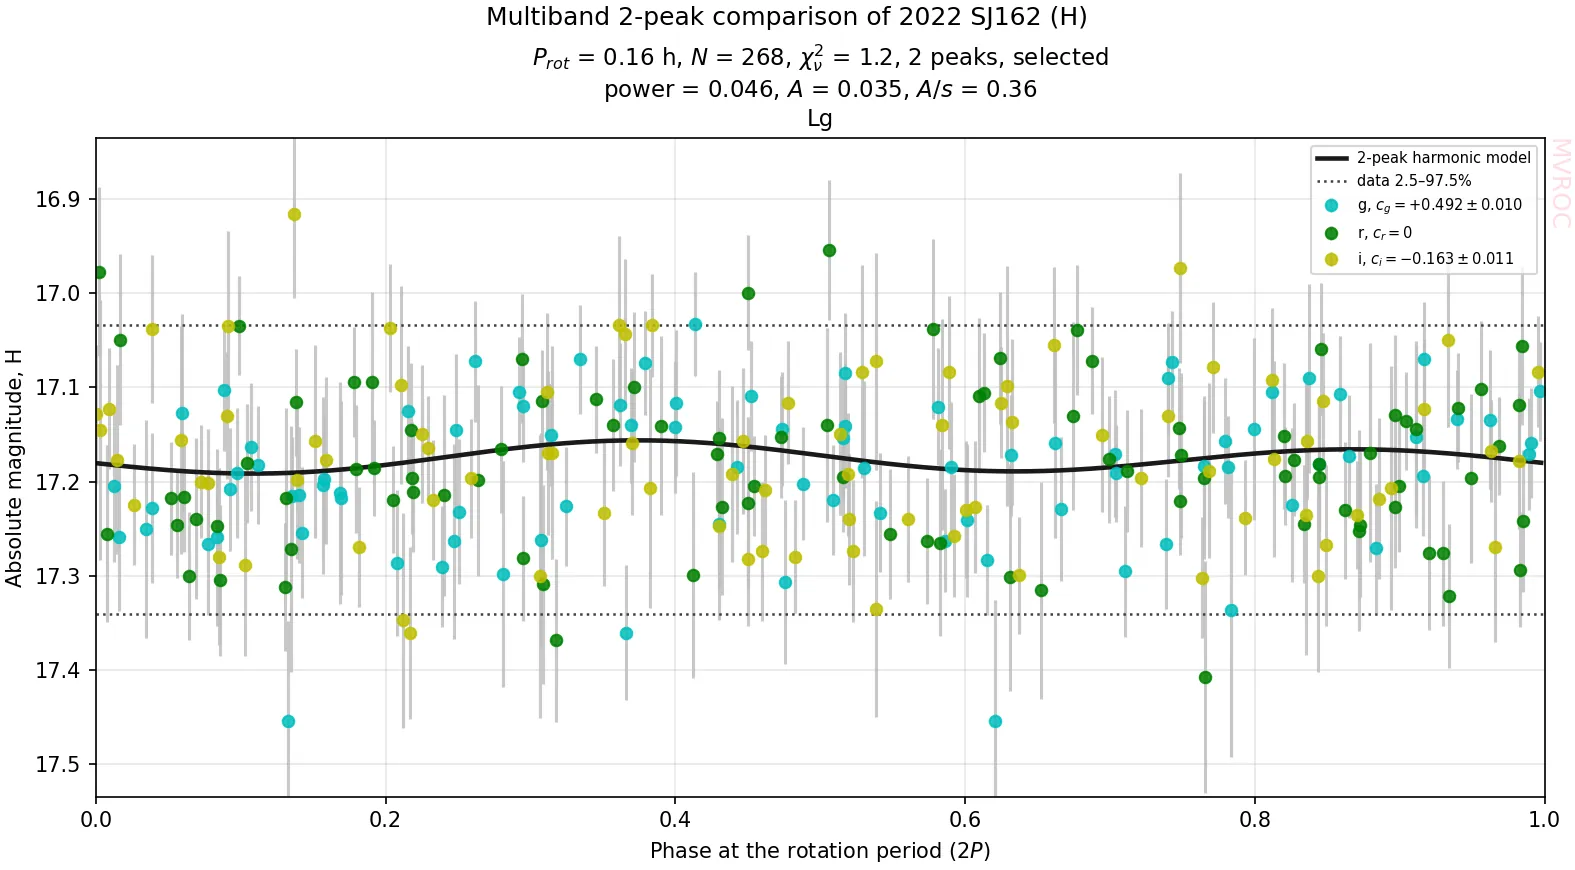 Multiband 2-peak comparison of 2022 SJ162 (H)
P_rot = 0.16 h, N = 268, χ²_ν = 1.2, 2 peaks, selected
power = 0.046, A = 0.035, A/s = 0.36
Lg
MVROC
2-peak harmonic model
data 2.5–97.5%
g, c_g = +0.492 ± 0.010
r, c_r = 0
i, c_i = −0.163 ± 0.011
Absolute magnitude, H
16.9
17.0
17.1
17.2
17.3
17.4
17.5
0.0 0.2 0.4 0.6 0.8 1.0
Phase at the rotation period (2P)